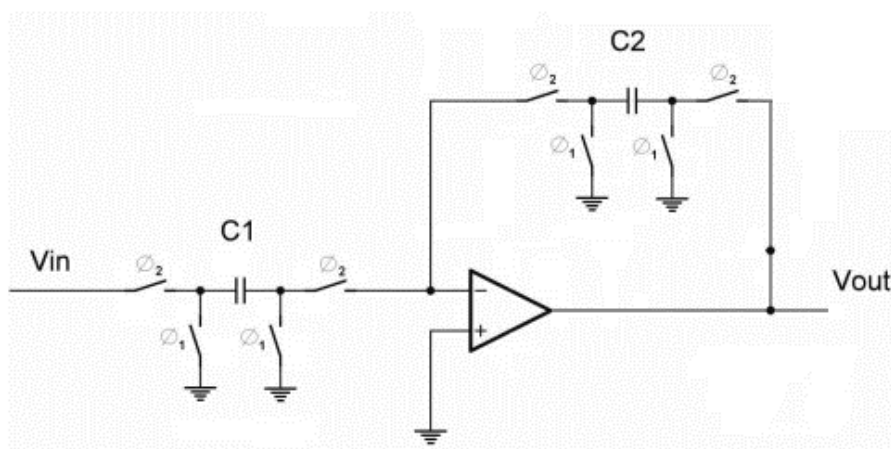 C2
∅₂ ∅₂
∅₁ ∅₁
C1
Vin ∅₂ ∅₂
Vout
∅₁ ∅₁